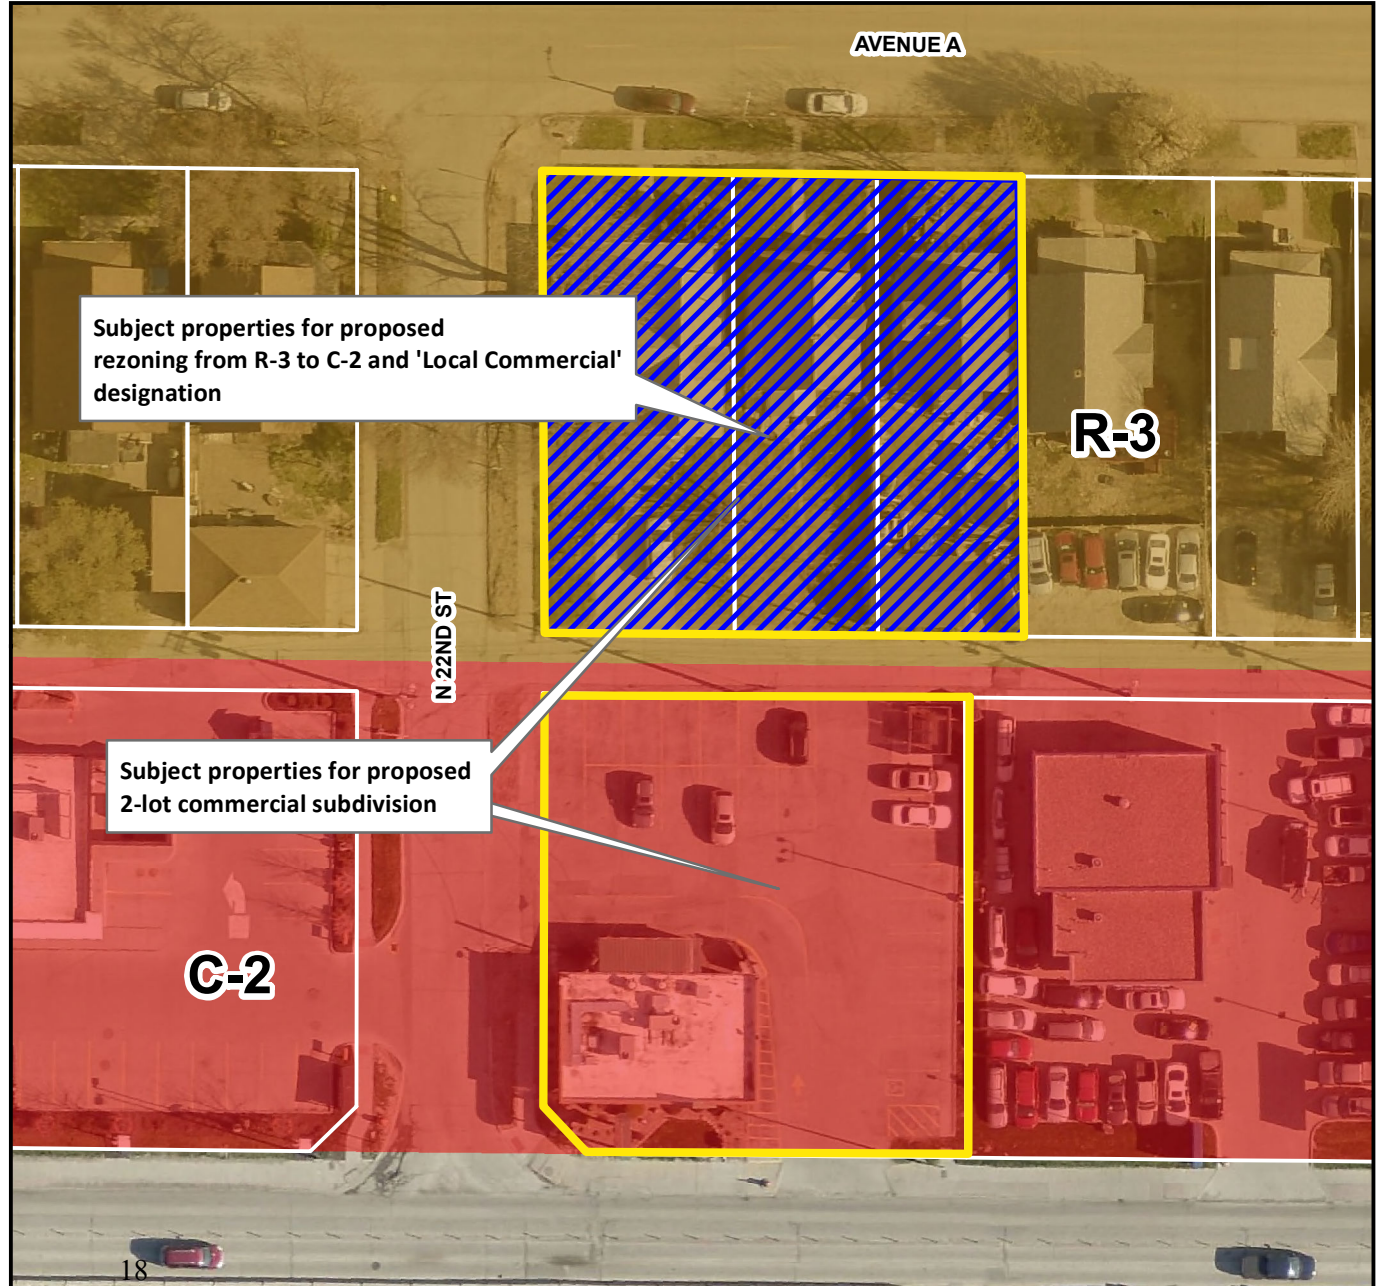 AVENUE A
Subject properties for proposed
rezoning from R-3 to C-2 and 'Local Commercial'
designation
R-3
N 22ND ST
Subject properties for proposed
2-lot commercial subdivision
C-2
18